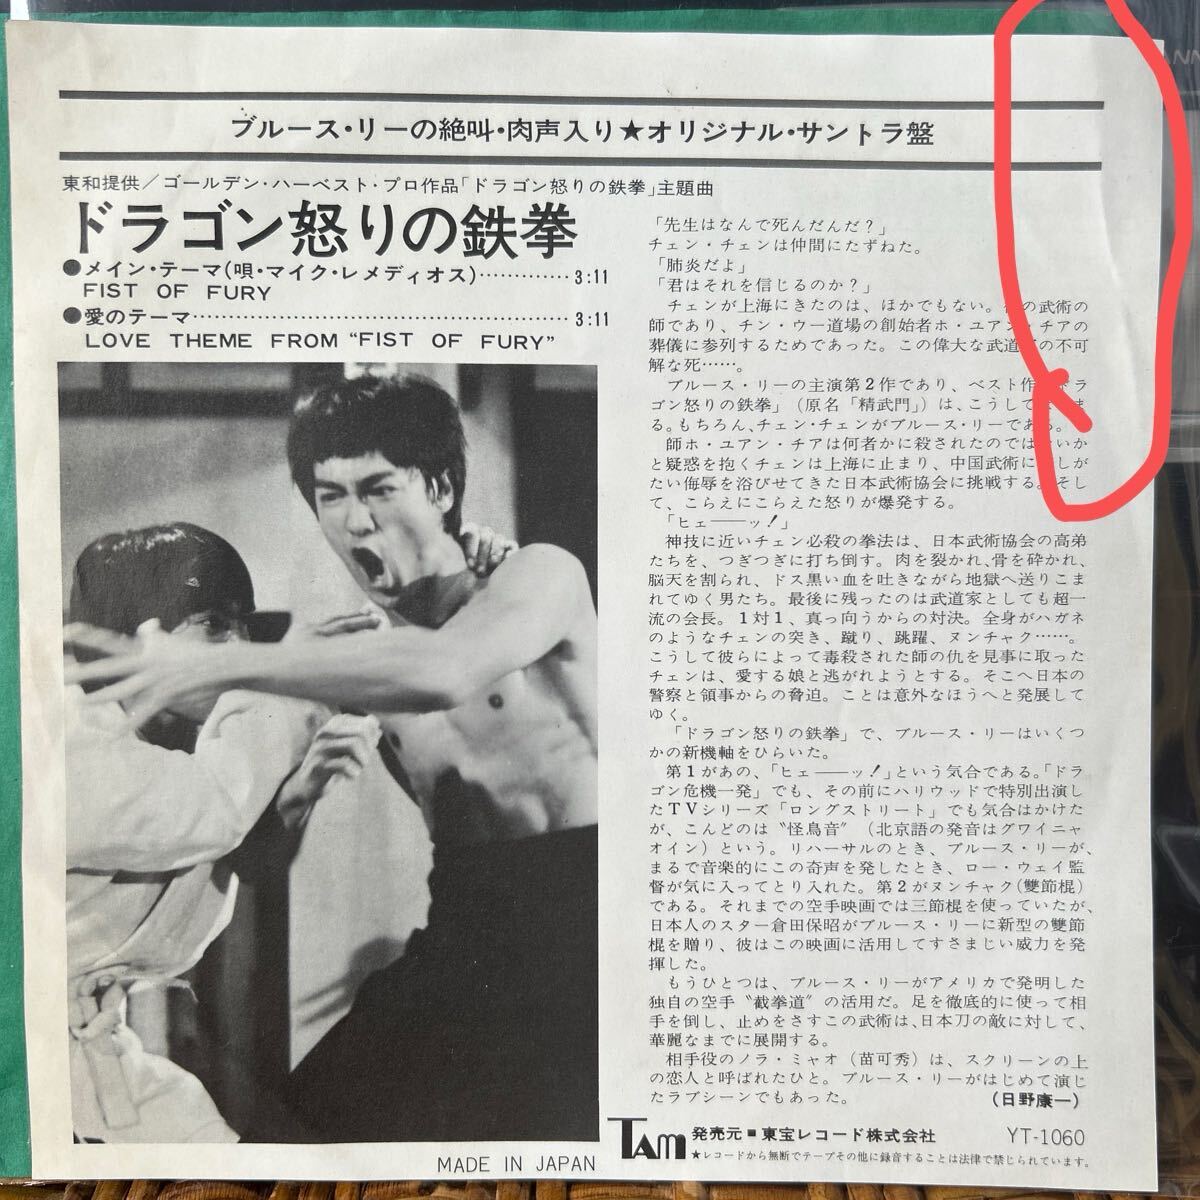 ブルース・リーの絶叫・肉声入り★オリジナル・サントラ盤
東和提供/ゴールデン・ハーベスト・プロ作品「ドラゴン怒りの鉄拳」主題曲
ドラゴン怒りの鉄拳
●メイン・テーマ(唄・マイク・レメディオス)…………3:11
FIST OF FURY
●愛のテーマ……………………………………………3:11
LOVE THEME FROM “FIST OF FURY”
「先生はなんで死んだんだ?」
チェン・チェンは仲間にたずねた。
「肺炎だよ」
「君はそれを信じるのか?」
チェンが上海にきたのは、ほかでもない。の武術の
師であり、チン・ウー道場の創始者ホ・ユアン・チアの
葬儀に参列するためであった。この偉大な武道の不可
解な死……。
ブルース・リーの主演第2作であり、ベスト作ドラ
ゴン怒りの鉄拳」(原名「精武門」)は、こうしてま
る。もちろん、チェン・チェンがブルース・リーである。
師ホ・ユアン・チアは何者かに殺されたのではいか
と疑惑を抱くチェンは上海に止まり、中国武術にしが
たい侮辱を浴びせてきた日本武術協会に挑戦する。そし
て、こらえにこらえた怒りが爆発する。
「ヒェ――ッ!」
神技に近いチェン必殺の拳法は、日本武術協会の高弟
たちを、つぎつぎに打ち倒す。肉を裂かれ、骨を砕かれ、
脳天を割られ、ドス黒い血を吐きながら地獄へ送りこま
れてゆく男たち。最後に残ったのは武道家としても超一
流の会長。1対1、真っ向うからの対決。全身がハガネ
のようなチェンの突き、蹴り、跳躍、ヌンチャク……。
こうして彼らによって毒殺された師の仇を見事に取った
チェンは、愛する娘と逃がれようとする。そこへ日本の
警察と領事からの脅迫。ことは意外なほうへと発展して
ゆく。
「ドラゴン怒りの鉄拳」で、ブルース・リーはいくつ
かの新機軸をひらいた。
第1があの、「ヒェ――ッ!」という気合である。「ドラ
ゴン危機一発」でも、その前にハリウッドで特別出演し
たTVシリーズ「ロングストリート」でも気合はかけた
が、こんどのは〝怪鳥音〟(北京語の発音はグワイニャ
オイン)という。リハーサルのとき、ブルース・リーが、
まるで音楽的にこの奇声を発したとき、ロー・ウェイ監
督が気に入ってとり入れた。第2がヌンチャク(雙節棍)
である。それまでの空手映画では三節棍を使っていたが、
日本人のスター倉田保昭がブルース・リーに新型の雙節
棍を贈り、彼はこの映画に活用してすさまじい威力を発
揮した。
もうひとつは、ブルース・リーがアメリカで発明した
独自の空手〝截拳道〟の活用だ。足を徹底的に使って相
手を倒し、止めをさすこの武術は、日本刀の敵に対して、
華麗なまでに展開する。
相手役のノラ・ミャオ(苗可秀)は、スクリーンの上
の恋人と呼ばれたひと。ブルース・リーがはじめて演じ
たラブシーンでもあった。 (日野康一)
TAM 発売元■東宝レコード株式会社 YT-1060
★レコードから無断でテープその他に録音することは法律で禁じられています。
MADE IN JAPAN